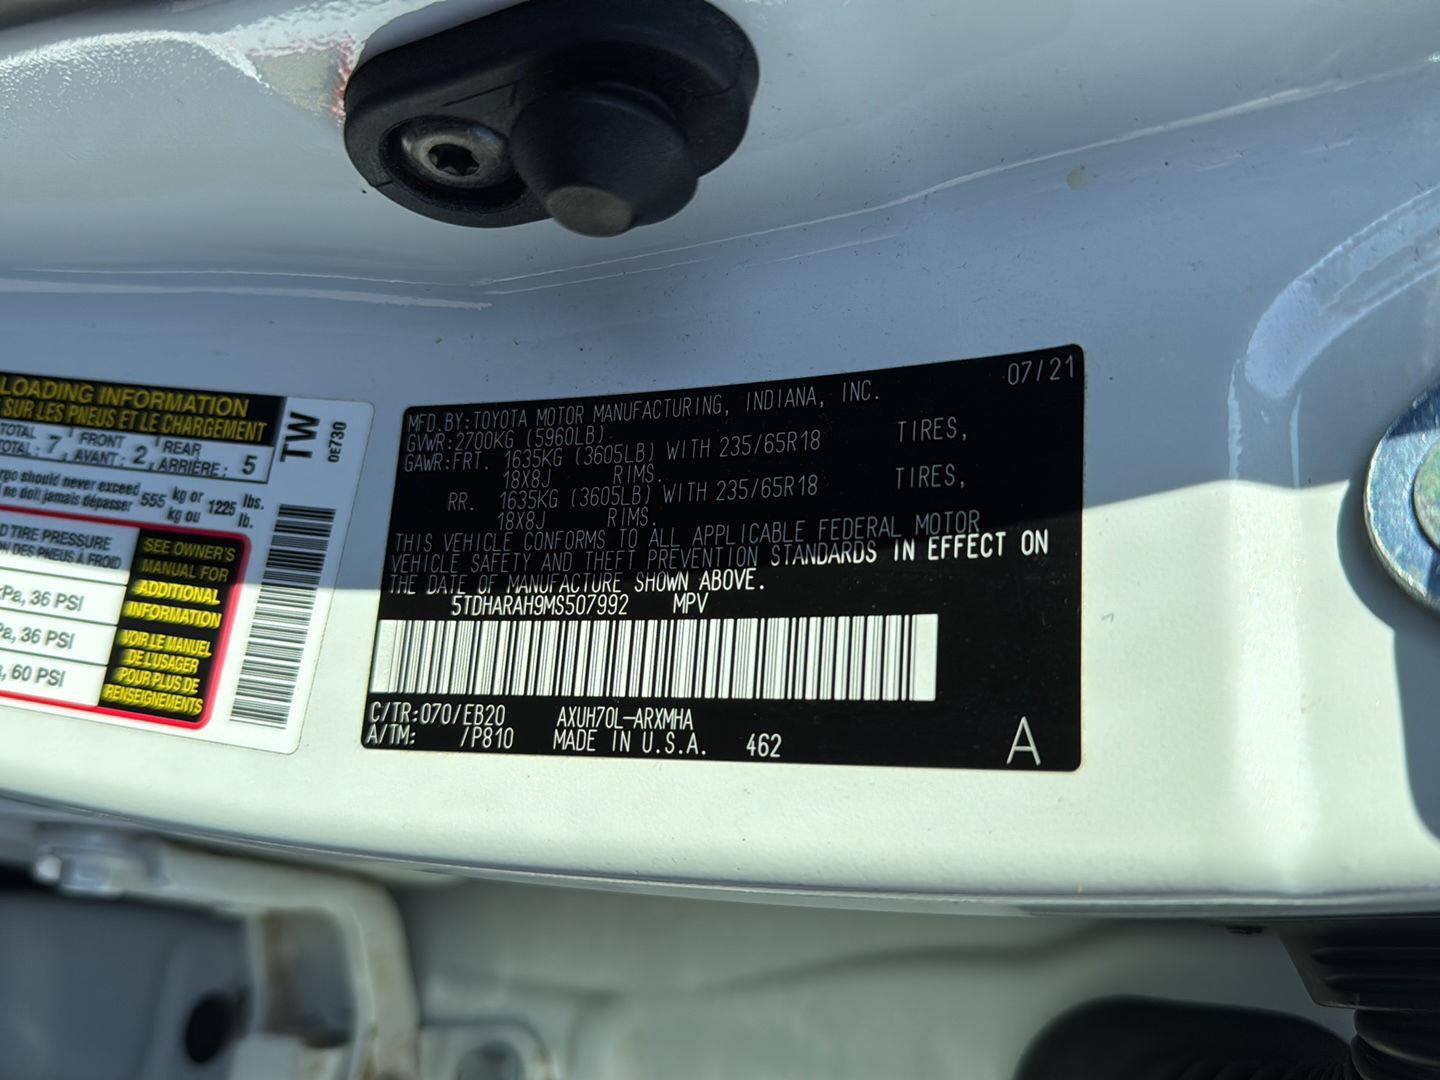 LOADING INFORMATION
SUR LES PNEUS ET LE CHARGEMENT
TOTAL 7 FRONT 2 REAR 5
TOTAL: AVANT: ARRIÈRE:
should never exceed 555 kg or 1225 lbs.
ne doit jamais dépasser kg ou lb.
TIRE PRESSURE
DES PNEUS À FROID
36 PSI
36 PSI
60 PSI
SEE OWNER'S
MANUAL FOR
ADDITIONAL
INFORMATION
VOIR LE MANUEL
DE L'USAGER
POUR PLUS DE
RENSEIGNEMENTS
TW
0E730
07/21
MFD. BY: TOYOTA MOTOR MANUFACTURING, INDIANA, INC.
GVWR: 2700KG (5960LB)
GAWR: FRT. 1635KG (3605LB) WITH 235/65R18 TIRES,
18X8J RIMS.
RR. 1635KG (3605LB) WITH 235/65R18 TIRES,
18X8J RIMS.
THIS VEHICLE CONFORMS TO ALL APPLICABLE FEDERAL MOTOR
VEHICLE SAFETY AND THEFT PREVENTION STANDARDS IN EFFECT ON
THE DATE OF MANUFACTURE SHOWN ABOVE.
5TDHARAH9MS507992 MPV
C/TR: 070/EB20 AXUH70L-ARXMHA
A/TM: /P810 MADE IN U.S.A. 462
A